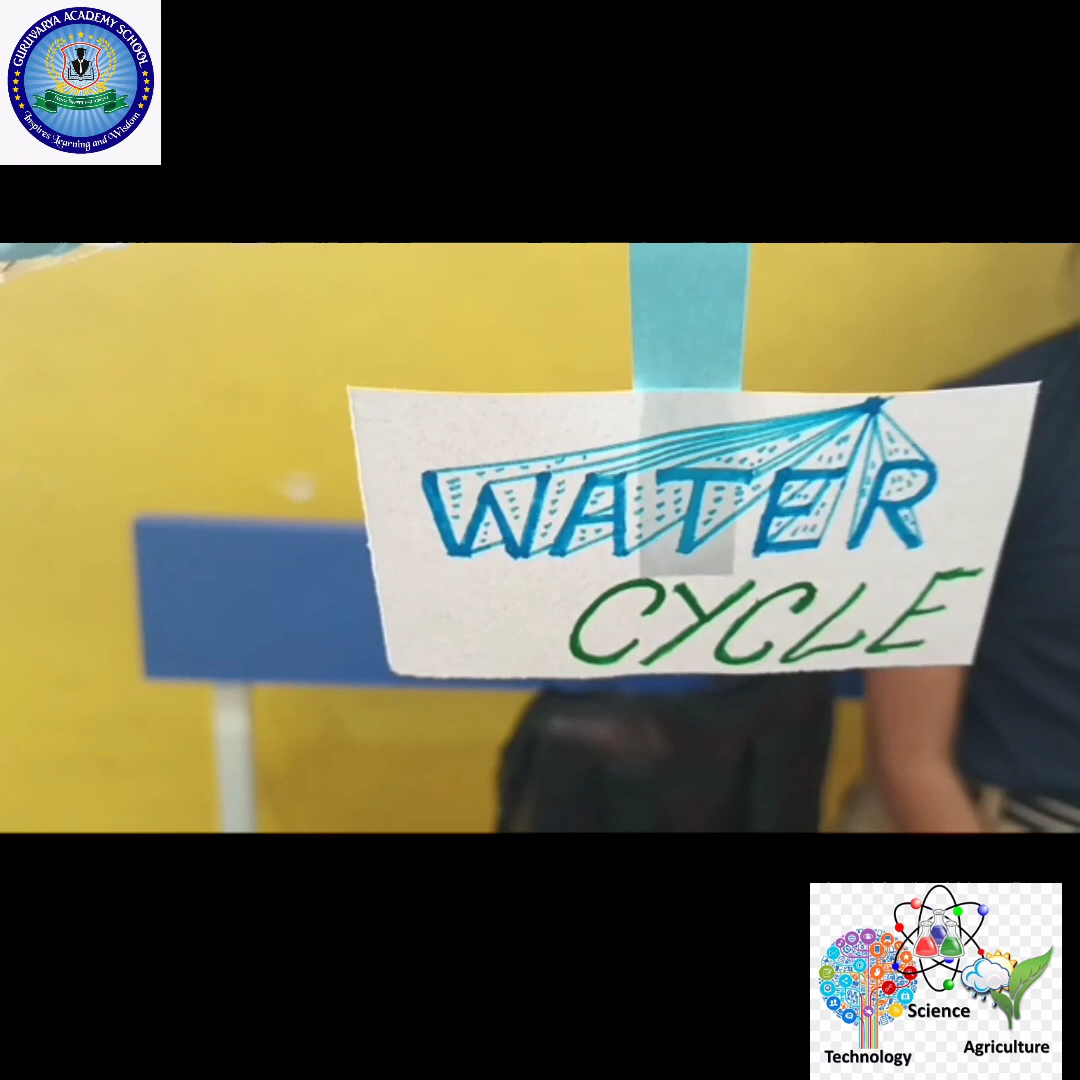 GURUVARYA ACADEMY SCHOOL
Inspires Learning and Wisdom
WATER
CYCLE
Science
Technology
Agriculture